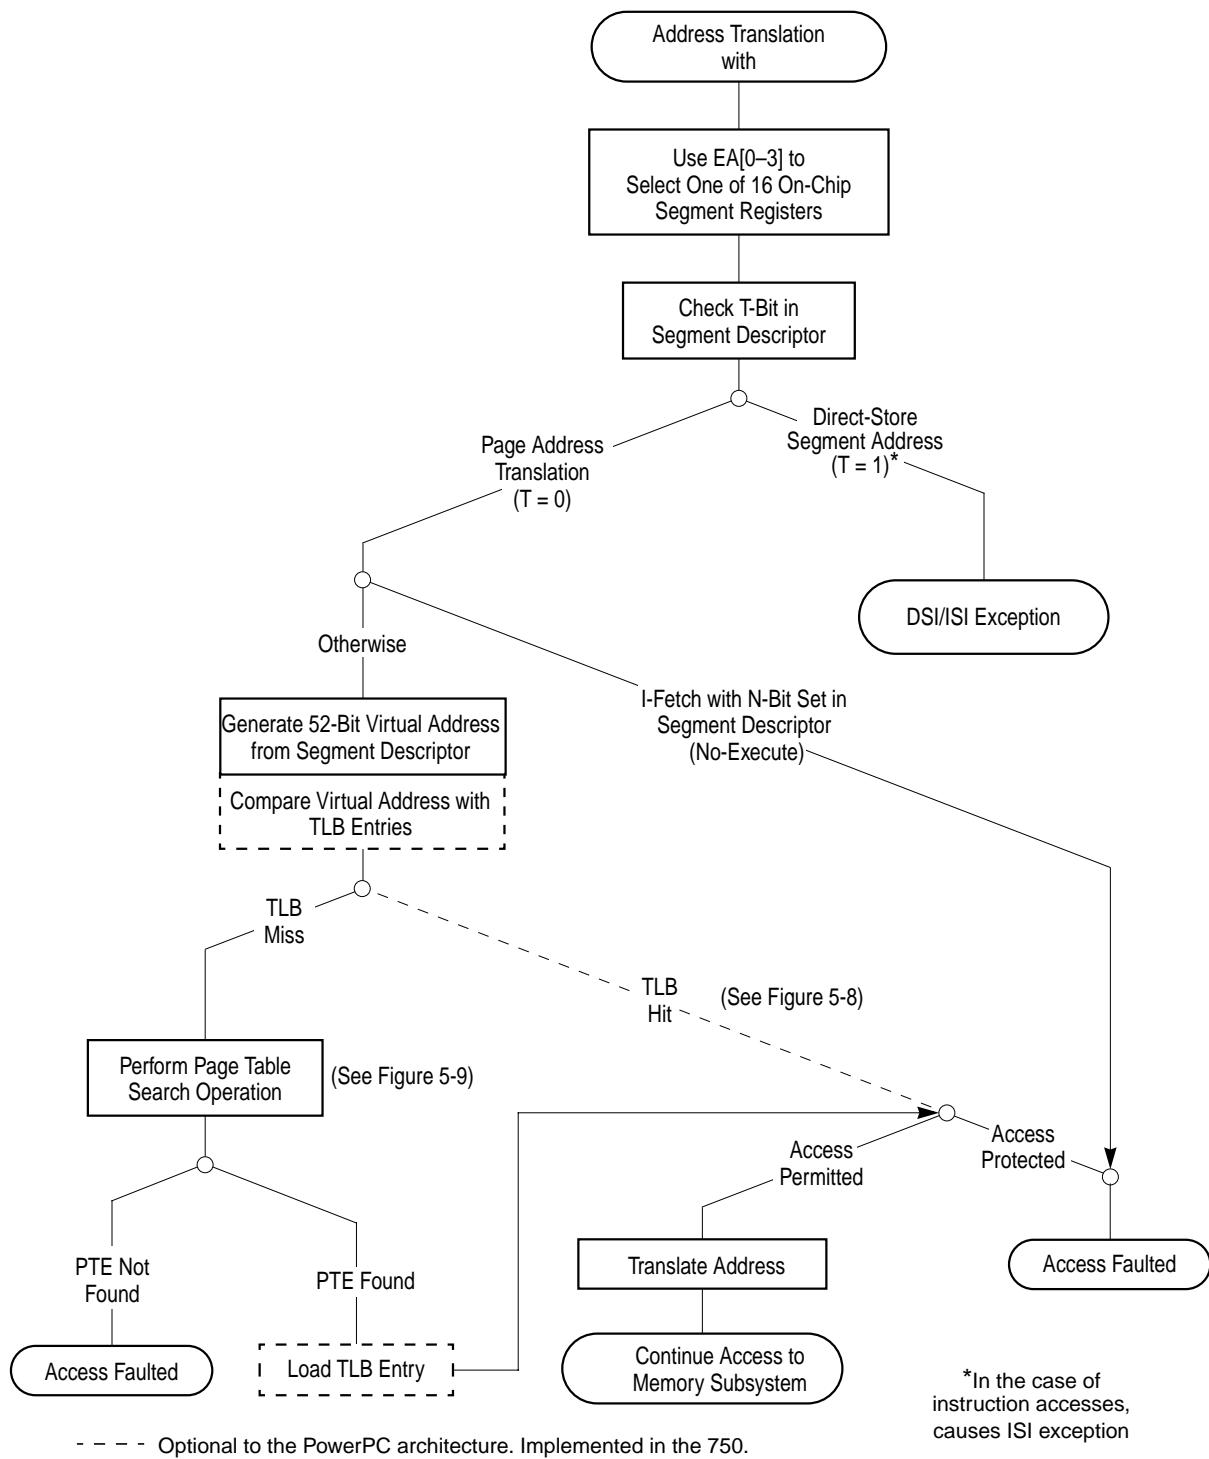 Address Translation
with
Use EA[0–3] to
Select One of 16 On-Chip
Segment Registers
Check T-Bit in
Segment Descriptor
Direct-Store
Segment Address
(T = 1)*
Page Address
Translation
(T = 0)
DSI/ISI Exception
Otherwise
I-Fetch with N-Bit Set in
Segment Descriptor
(No-Execute)
Generate 52-Bit Virtual Address
from Segment Descriptor
Compare Virtual Address with
TLB Entries
TLB
Miss
TLB
Hit
(See Figure 5-8)
Perform Page Table
Search Operation
(See Figure 5-9)
Access
Permitted
Access
Protected
PTE Not
Found
PTE Found
Translate Address
Access Faulted
Access Faulted
Load TLB Entry
Continue Access to
Memory Subsystem
*In the case of
instruction accesses,
causes ISI exception
Optional to the PowerPC architecture. Implemented in the 750.